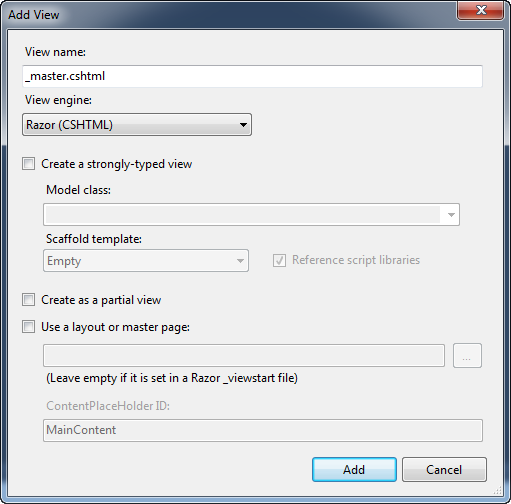 Add View
View name:
_master.cshtml
View engine:
Razor (CSHTML)
Create a strongly-typed view
Model class:
Scaffold template:
Empty
Reference script libraries
Create as a partial view
Use a layout or master page:
...
(Leave empty if it is set in a Razor _viewstart file)
ContentPlaceHolder ID:
MainContent
Add Cancel